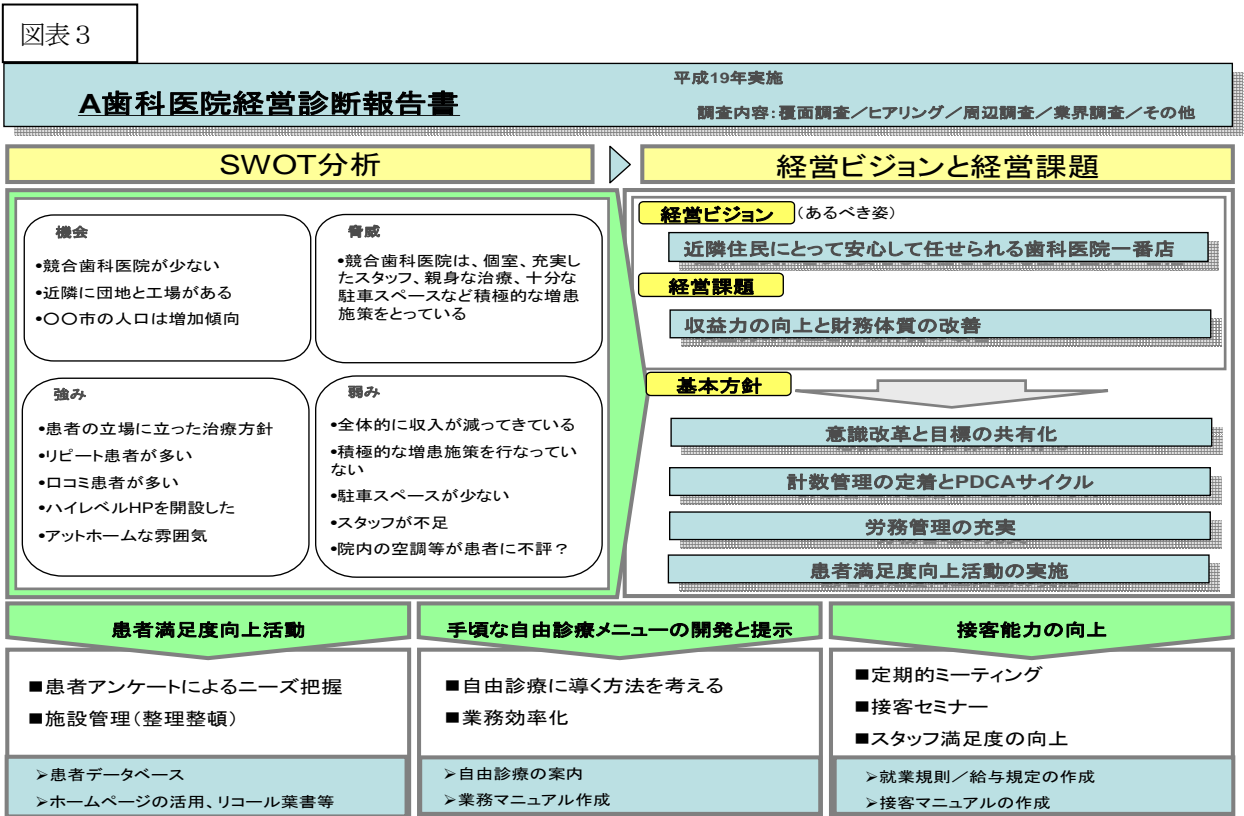 図表３
A歯科医院経営診断報告書
平成19年実施
調査内容：覆面調査／ヒアリング／周辺調査／業界調査／その他
SWOT分析
経営ビジョンと経営課題
機会
•競合歯科医院が少ない
•近隣に団地と工場がある
•〇〇市の人口は増加傾向
脅威
•競合歯科医院は、個室、充実し
たスタッフ、親身な治療、十分な
駐車スペースなど積極的な増患
施策をとっている
強み
•患者の立場に立った治療方針
•リピート患者が多い
•口コミ患者が多い
•ハイレベルHPを開設した
•アットホームな雰囲気
弱み
•全体的に収入が減ってきている
•積極的な増患施策を行なってい
ない
•駐車スペースが少ない
•スタッフが不足
•院内の空調等が患者に不評？
経営ビジョン（あるべき姿）
近隣住民にとって安心して任せられる歯科医院一番店
経営課題
収益力の向上と財務体質の改善
基本方針
意識改革と目標の共有化
計数管理の定着とPDCAサイクル
労務管理の充実
患者満足度向上活動の実施
患者満足度向上活動
■患者アンケートによるニーズ把握
■施設管理（整理整頓）
➢患者データベース
➢ホームページの活用、リコール葉書等
手頃な自由診療メニューの開発と提示
■自由診療に導く方法を考える
■業務効率化
➢自由診療の案内
➢業務マニュアル作成
接客能力の向上
■定期的ミーティング
■接客セミナー
■スタッフ満足度の向上
➢就業規則／給与規定の作成
➢接客マニュアルの作成